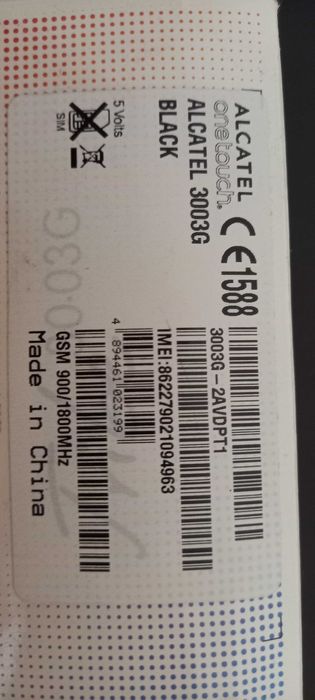 ALCATEL
onetouch.
CE1588
3003G-2AVDPT1
ALCATEL 3003G
BLACK
IMEI:862279021094963
5 Volts
SIM
4 894461 023199
GSM 900/1800MHz
Made in China